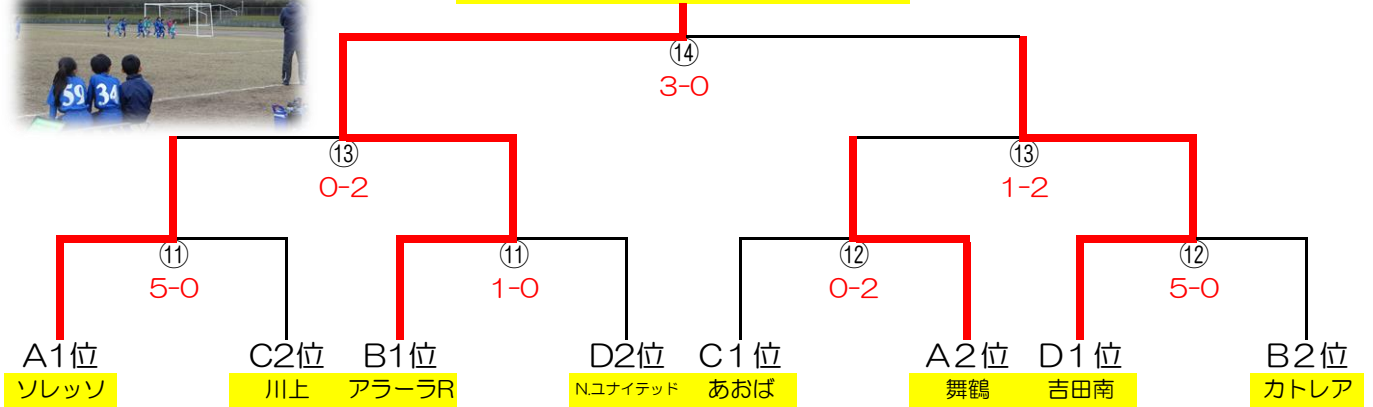 ⑭
3-0
59 34
⑬ ⑬
0-2 1-2
⑪ ⑪ ⑫ ⑫
5-0 1-0 0-2 5-0
A1位 C2位 B1位 D2位 C1位 A2位 D1位 B2位
ソレッソ 川上 アラーラR N.ユナイテッド あおば 舞鶴 吉田南 カトレア